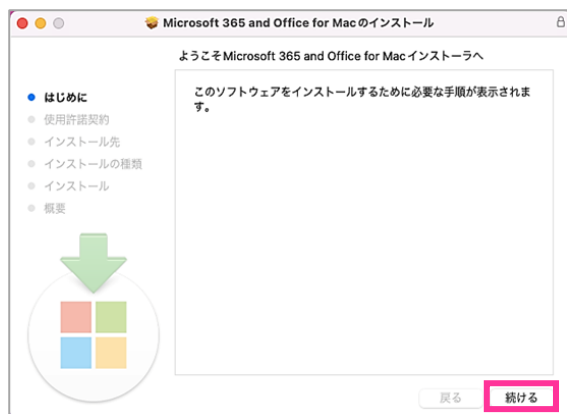 Microsoft 365 and Office for Macのインストール
ようこそMicrosoft 365 and Office for Macインストーラへ
はじめに
使用許諾契約
インストール先
インストールの種類
インストール
概要
このソフトウェアをインストールするために必要な手順が表示されま
す。
戻る
続ける